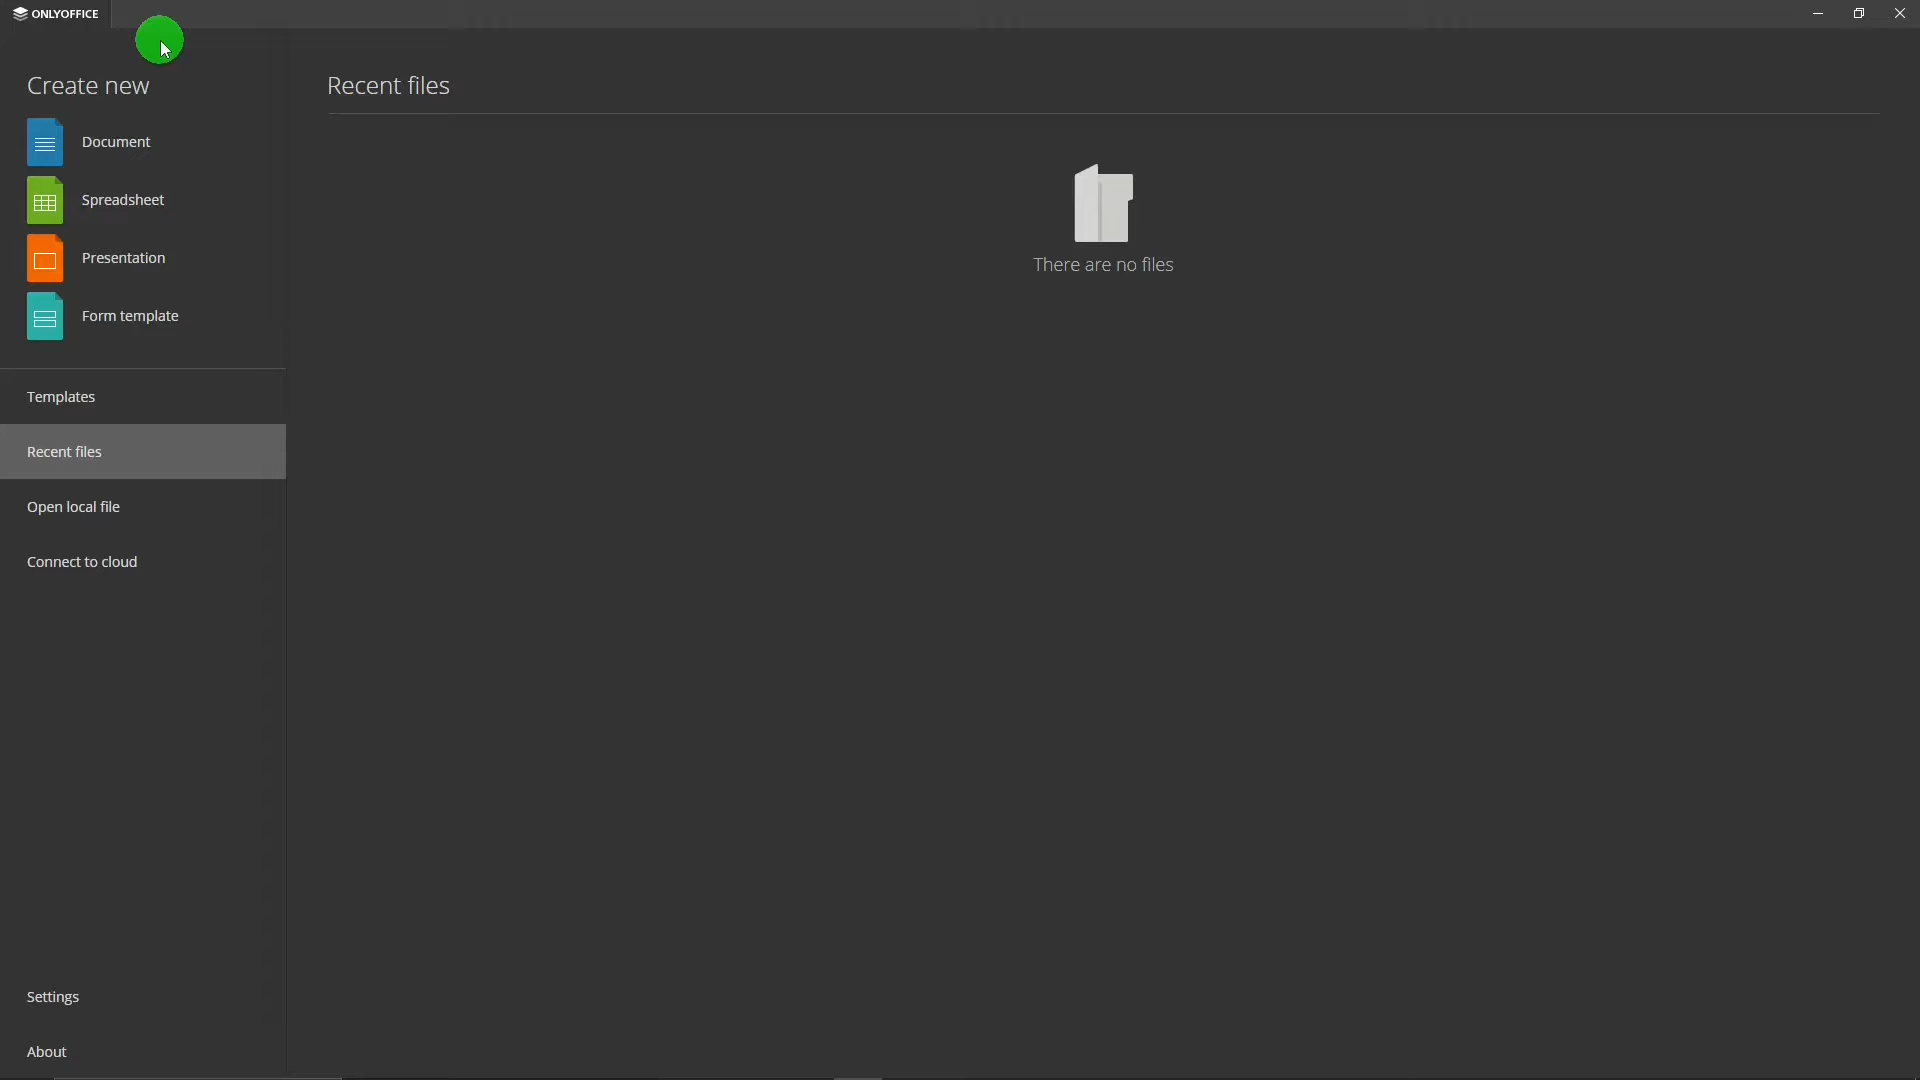 ONLYOFFICE
Create new
Document
Spreadsheet
Presentation
Form template
Templates
Recent files
Open local file
Connect to cloud
Settings
About
Recent files
There are no files